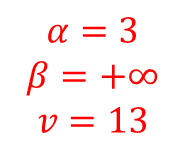 α = 3
β = +∞
v = 13